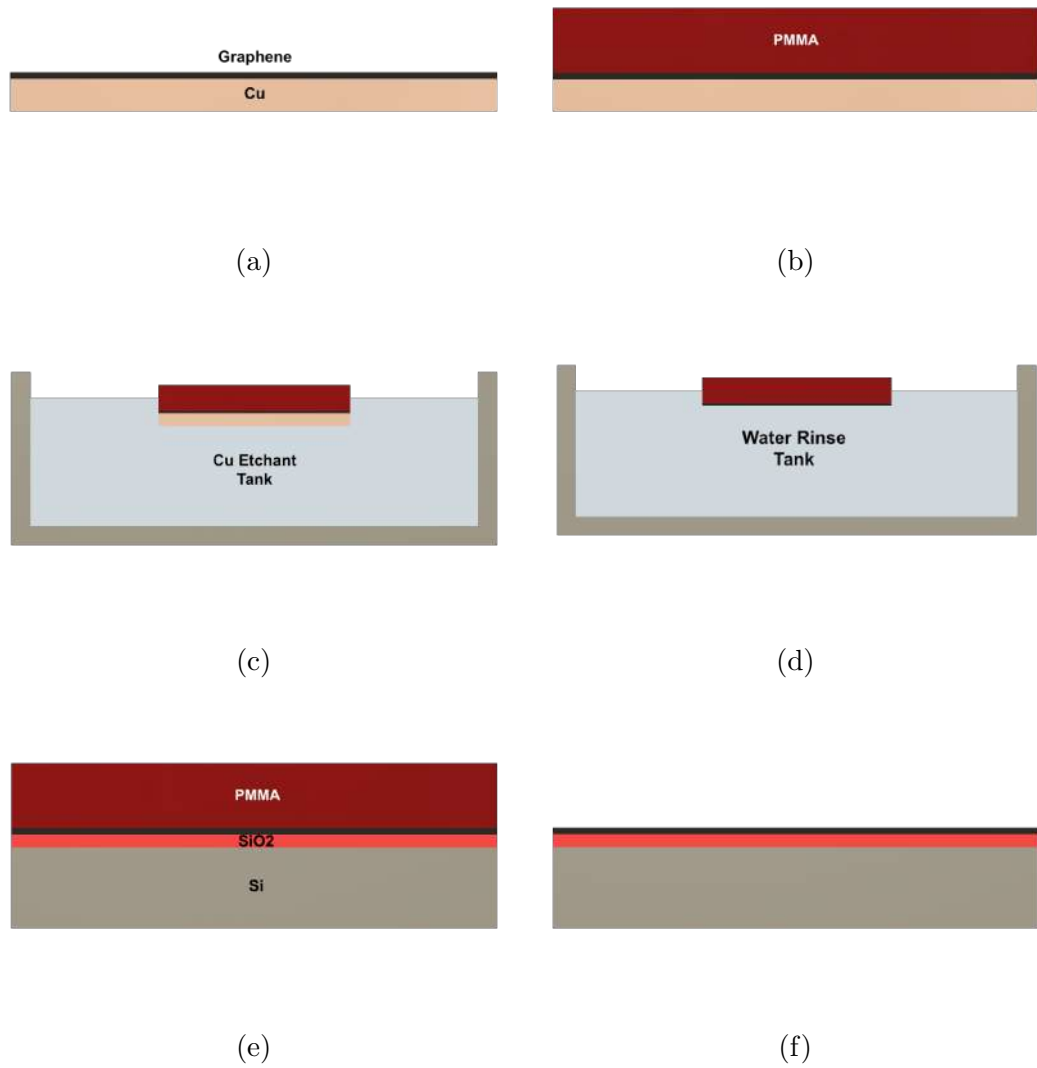 Graphene
Cu
PMMA
(a)
(b)
Cu Etchant
Tank
Water Rinse
Tank
(c)
(d)
PMMA
SiO2
Si
(e)
(f)